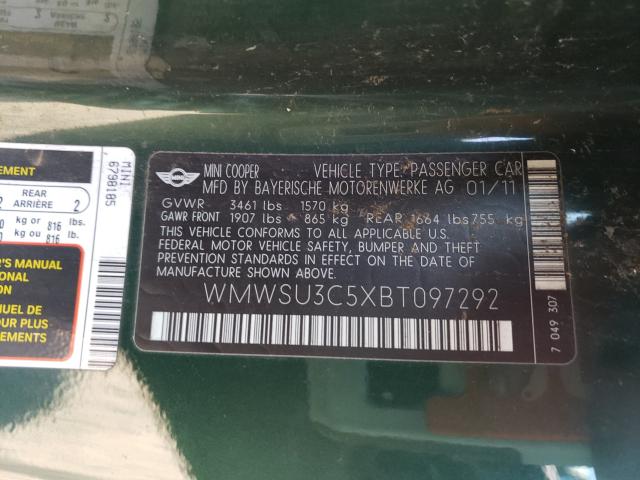 MINI
6798185
REAR
ARRIÈRE 2
kg or 816 lbs.
kg ou 816 lb.
'S MANUAL
MINI COOPER VEHICLE TYPE: PASSENGER CAR
MFD BY BAYERISCHE MOTORENWERKE AG 01/11
GVWR 3461 lbs 1570 kg
GAWR FRONT 1907 lbs 865 kg REAR 1664 lbs 755 kg
THIS VEHICLE CONFORMS TO ALL APPLICABLE U.S.
FEDERAL MOTOR VEHICLE SAFETY, BUMPER AND THEFT
PREVENTION STANDARDS IN EFFECT ON THE DATE
OF MANUFACTURE SHOWN ABOVE.
WMWSU3C5XBT097292
7 049 307